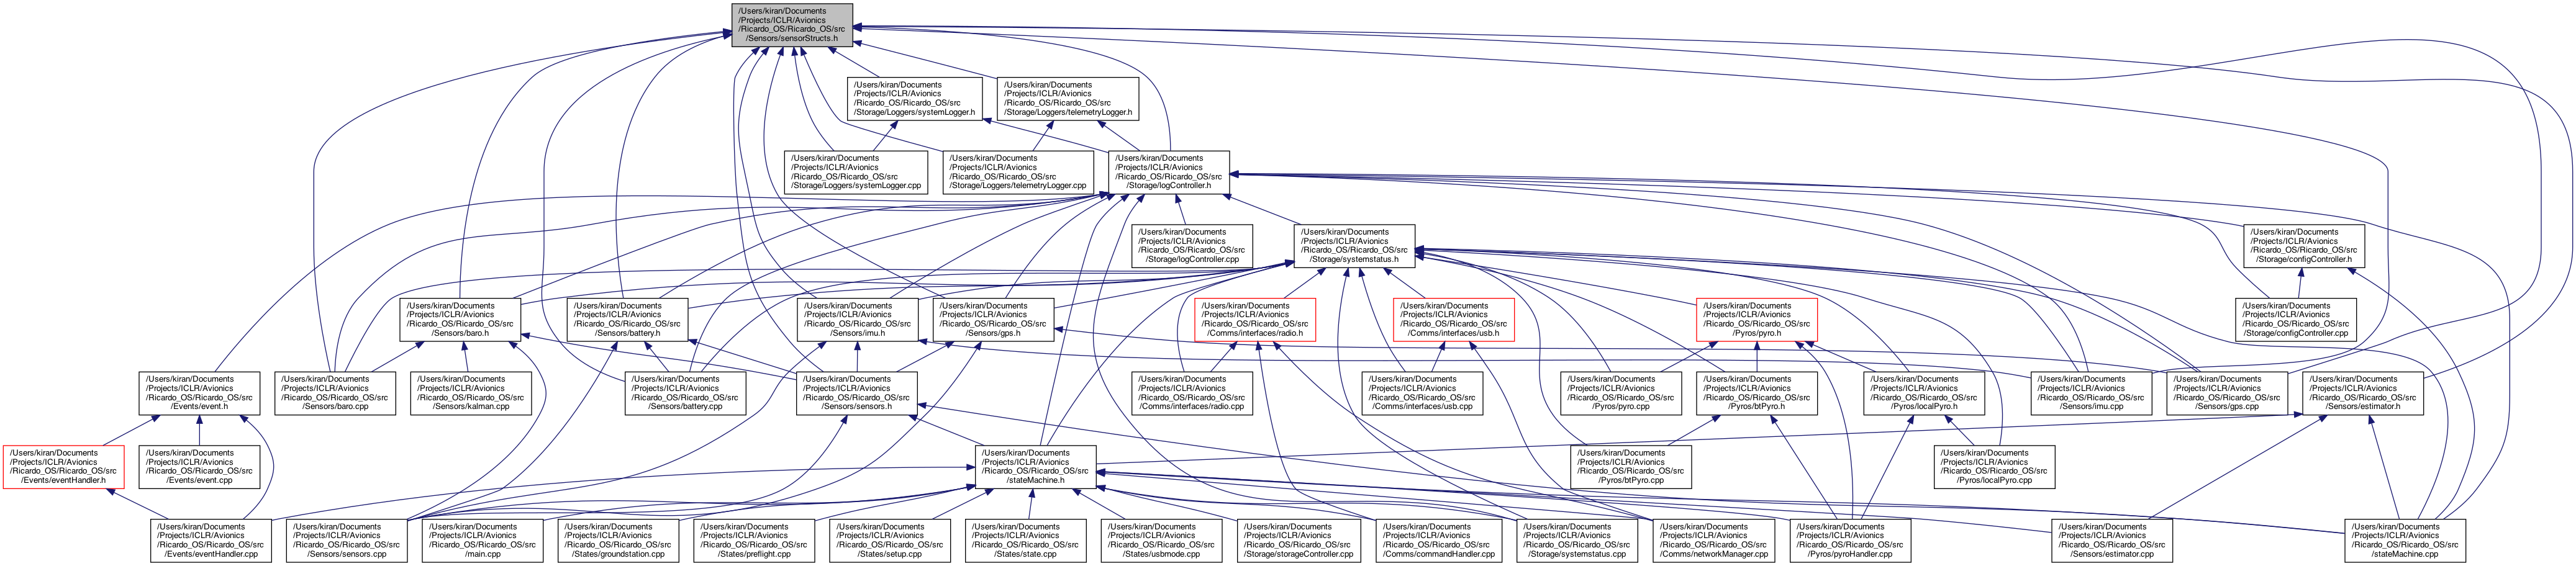 /Users/kiran/Documents
/Projects/ICLR/Avionics
/Ricardo_OS/Ricardo_OS/src
/Sensors/sensorStructs.h
/Users/kiran/Documents
/Projects/ICLR/Avionics
/Ricardo_OS/Ricardo_OS/src
/Storage/Loggers/systemLogger.h
/Users/kiran/Documents
/Projects/ICLR/Avionics
/Ricardo_OS/Ricardo_OS/src
/Storage/Loggers/telemetryLogger.h
/Users/kiran/Documents
/Projects/ICLR/Avionics
/Ricardo_OS/Ricardo_OS/src
/Storage/Loggers/systemLogger.cpp
/Users/kiran/Documents
/Projects/ICLR/Avionics
/Ricardo_OS/Ricardo_OS/src
/Storage/Loggers/telemetryLogger.cpp
/Users/kiran/Documents
/Projects/ICLR/Avionics
/Ricardo_OS/Ricardo_OS/src
/Storage/logController.h
/Users/kiran/Documents
/Projects/ICLR/Avionics
/Ricardo_OS/Ricardo_OS/src
/Storage/logController.cpp
/Users/kiran/Documents
/Projects/ICLR/Avionics
/Ricardo_OS/Ricardo_OS/src
/Storage/systemstatus.h
/Users/kiran/Documents
/Projects/ICLR/Avionics
/Ricardo_OS/Ricardo_OS/src
/Storage/configController.h
/Users/kiran/Documents
/Projects/ICLR/Avionics
/Ricardo_OS/Ricardo_OS/src
/Sensors/baro.h
/Users/kiran/Documents
/Projects/ICLR/Avionics
/Ricardo_OS/Ricardo_OS/src
/Sensors/battery.h
/Users/kiran/Documents
/Projects/ICLR/Avionics
/Ricardo_OS/Ricardo_OS/src
/Sensors/imu.h
/Users/kiran/Documents
/Projects/ICLR/Avionics
/Ricardo_OS/Ricardo_OS/src
/Sensors/gps.h
/Users/kiran/Documents
/Projects/ICLR/Avionics
/Ricardo_OS/Ricardo_OS/src
/Comms/interfaces/radio.h
/Users/kiran/Documents
/Projects/ICLR/Avionics
/Ricardo_OS/Ricardo_OS/src
/Comms/interfaces/usb.h
/Users/kiran/Documents
/Projects/ICLR/Avionics
/Ricardo_OS/Ricardo_OS/src
/Pyros/pyro.h
/Users/kiran/Documents
/Projects/ICLR/Avionics
/Ricardo_OS/Ricardo_OS/src
/Storage/configController.cpp
/Users/kiran/Documents
/Projects/ICLR/Avionics
/Ricardo_OS/Ricardo_OS/src
/Events/event.h
/Users/kiran/Documents
/Projects/ICLR/Avionics
/Ricardo_OS/Ricardo_OS/src
/Sensors/baro.cpp
/Users/kiran/Documents
/Projects/ICLR/Avionics
/Ricardo_OS/Ricardo_OS/src
/Sensors/kalman.cpp
/Users/kiran/Documents
/Projects/ICLR/Avionics
/Ricardo_OS/Ricardo_OS/src
/Sensors/battery.cpp
/Users/kiran/Documents
/Projects/ICLR/Avionics
/Ricardo_OS/Ricardo_OS/src
/Sensors/sensors.h
/Users/kiran/Documents
/Projects/ICLR/Avionics
/Ricardo_OS/Ricardo_OS/src
/Comms/interfaces/radio.cpp
/Users/kiran/Documents
/Projects/ICLR/Avionics
/Ricardo_OS/Ricardo_OS/src
/Comms/interfaces/usb.cpp
/Users/kiran/Documents
/Projects/ICLR/Avionics
/Ricardo_OS/Ricardo_OS/src
/Pyros/pyro.cpp
/Users/kiran/Documents
/Projects/ICLR/Avionics
/Ricardo_OS/Ricardo_OS/src
/Pyros/btPyro.h
/Users/kiran/Documents
/Projects/ICLR/Avionics
/Ricardo_OS/Ricardo_OS/src
/Pyros/localPyro.h
/Users/kiran/Documents
/Projects/ICLR/Avionics
/Ricardo_OS/Ricardo_OS/src
/Sensors/imu.cpp
/Users/kiran/Documents
/Projects/ICLR/Avionics
/Ricardo_OS/Ricardo_OS/src
/Sensors/gps.cpp
/Users/kiran/Documents
/Projects/ICLR/Avionics
/Ricardo_OS/Ricardo_OS/src
/Sensors/estimator.h
/Users/kiran/Documents
/Projects/ICLR/Avionics
/Ricardo_OS/Ricardo_OS/src
/Events/eventHandler.h
/Users/kiran/Documents
/Projects/ICLR/Avionics
/Ricardo_OS/Ricardo_OS/src
/Events/event.cpp
/Users/kiran/Documents
/Projects/ICLR/Avionics
/Ricardo_OS/Ricardo_OS/src
/stateMachine.h
/Users/kiran/Documents
/Projects/ICLR/Avionics
/Ricardo_OS/Ricardo_OS/src
/Pyros/btPyro.cpp
/Users/kiran/Documents
/Projects/ICLR/Avionics
/Ricardo_OS/Ricardo_OS/src
/Pyros/localPyro.cpp
/Users/kiran/Documents
/Projects/ICLR/Avionics
/Ricardo_OS/Ricardo_OS/src
/Events/eventHandler.cpp
/Users/kiran/Documents
/Projects/ICLR/Avionics
/Ricardo_OS/Ricardo_OS/src
/Sensors/sensors.cpp
/Users/kiran/Documents
/Projects/ICLR/Avionics
/Ricardo_OS/Ricardo_OS/src
/main.cpp
/Users/kiran/Documents
/Projects/ICLR/Avionics
/Ricardo_OS/Ricardo_OS/src
/States/groundstation.cpp
/Users/kiran/Documents
/Projects/ICLR/Avionics
/Ricardo_OS/Ricardo_OS/src
/States/preflight.cpp
/Users/kiran/Documents
/Projects/ICLR/Avionics
/Ricardo_OS/Ricardo_OS/src
/States/setup.cpp
/Users/kiran/Documents
/Projects/ICLR/Avionics
/Ricardo_OS/Ricardo_OS/src
/States/state.cpp
/Users/kiran/Documents
/Projects/ICLR/Avionics
/Ricardo_OS/Ricardo_OS/src
/States/usbmode.cpp
/Users/kiran/Documents
/Projects/ICLR/Avionics
/Ricardo_OS/Ricardo_OS/src
/Storage/storageController.cpp
/Users/kiran/Documents
/Projects/ICLR/Avionics
/Ricardo_OS/Ricardo_OS/src
/Comms/commandHandler.cpp
/Users/kiran/Documents
/Projects/ICLR/Avionics
/Ricardo_OS/Ricardo_OS/src
/Storage/systemstatus.cpp
/Users/kiran/Documents
/Projects/ICLR/Avionics
/Ricardo_OS/Ricardo_OS/src
/Comms/networkManager.cpp
/Users/kiran/Documents
/Projects/ICLR/Avionics
/Ricardo_OS/Ricardo_OS/src
/Pyros/pyroHandler.cpp
/Users/kiran/Documents
/Projects/ICLR/Avionics
/Ricardo_OS/Ricardo_OS/src
/Sensors/estimator.cpp
/Users/kiran/Documents
/Projects/ICLR/Avionics
/Ricardo_OS/Ricardo_OS/src
/stateMachine.cpp